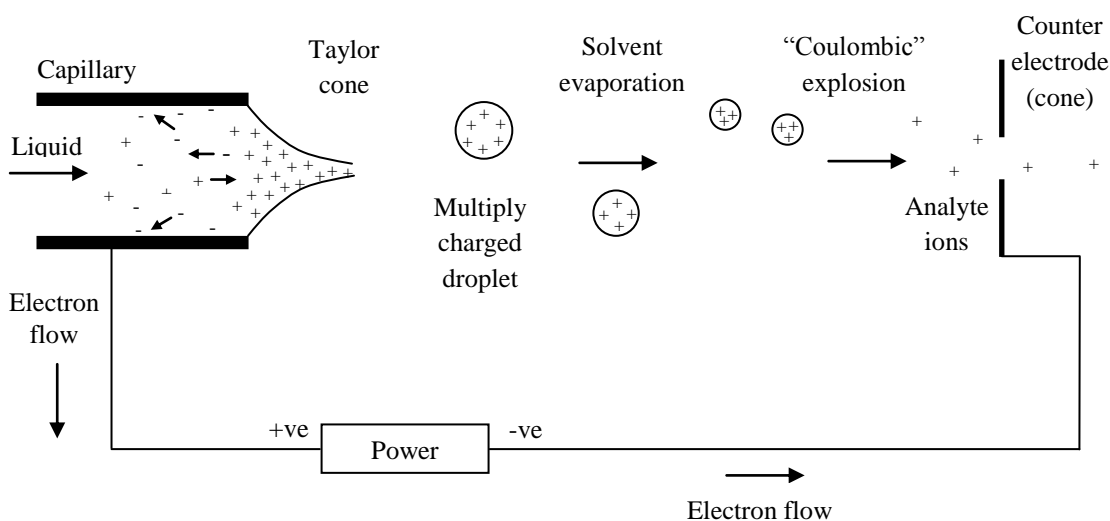 Capillary
Liquid
Taylor
cone
Multiply
charged
droplet
Solvent
evaporation
“Coulombic”
explosion
Counter
electrode
(cone)
Analyte
ions
Electron
flow
+ve
Power
-ve
Electron flow